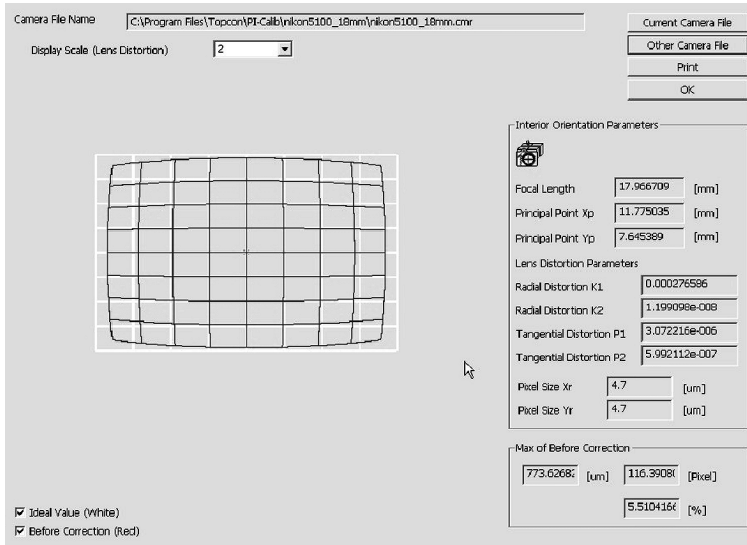 Camera File Name C:\Program Files\Topcon\PI-Calib\nikon5100_18mm\nikon5100_18mm.cmr Current Camera File
Display Scale (Lens Distortion) 2 Other Camera File
Print
OK
Interior Orientation Parameters
Focal Length 17.966709 [mm]
Principal Point Xp 11.775035 [mm]
Principal Point Yp 7.645389 [mm]
Lens Distortion Parameters
Radial Distortion K1 0.000276586
Radial Distortion K2 1.199098e-008
Tangential Distortion P1 3.072216e-006
Tangential Distortion P2 5.992112e-007
Pixel Size Xr 4.7 [um]
Pixel Size Yr 4.7 [um]
Max of Before Correction
773.62682 [um] 116.3908( [Pixel]
5.5104166 [%]
Ideal Value (White)
Before Correction (Red)